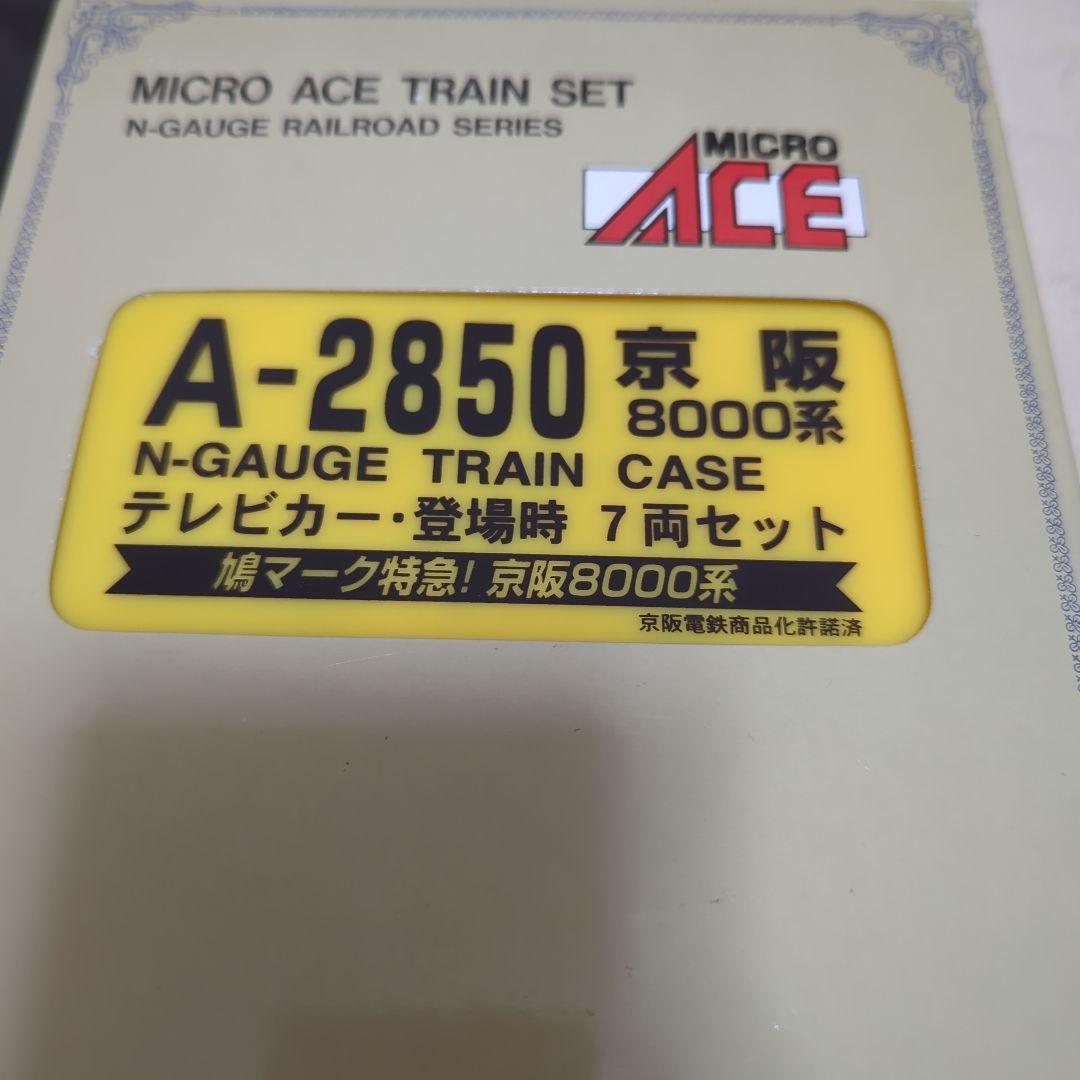 MICRO ACE TRAIN SET
N-GAUGE RAILROAD SERIES
MICRO
ACE
A-2850 京阪
8000系
N-GAUGE TRAIN CASE
テレビカー・登場時 7両セット
鳩マーク特急! 京阪8000系
京阪電鉄商品化許諾済